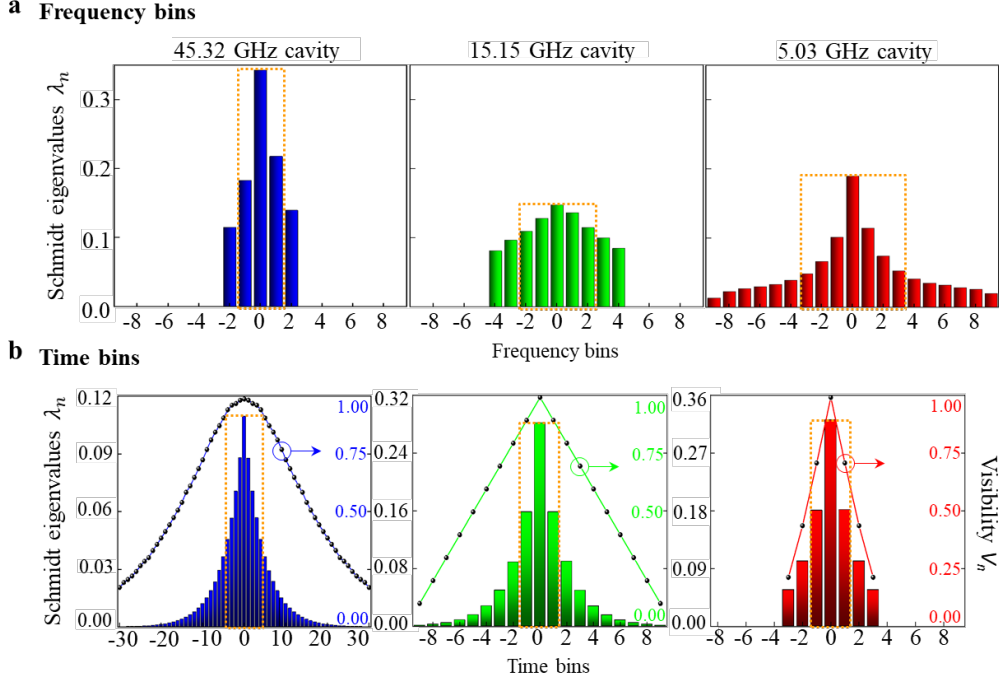 a Frequency bins
45.32 GHz cavity 15.15 GHz cavity 5.03 GHz cavity
Schmidt eigenvalues λn
0.3
0.2
0.1
0.0
-8 -6 -4 -2 0 2 4 6 8 -8 -6 -4 -2 0 2 4 6 8 -8 -6 -4 -2 0 2 4 6 8
Frequency bins
b Time bins
Schmidt eigenvalues λn
0.12 0.09 0.06 0.03 0.00
1.00 0.75 0.50 0.25 0.00
-30 -20 -10 0 10 20 30
0.32 0.24 0.16 0.08 0.00
1.00 0.75 0.50 0.25 0.00
-8 -6 -4 -2 0 2 4 6 8
0.36 0.27 0.18 0.09 0.00
1.00 0.75 0.50 0.25 0.00
-8 -6 -4 -2 0 2 4 6 8
Visibility Vn
Time bins